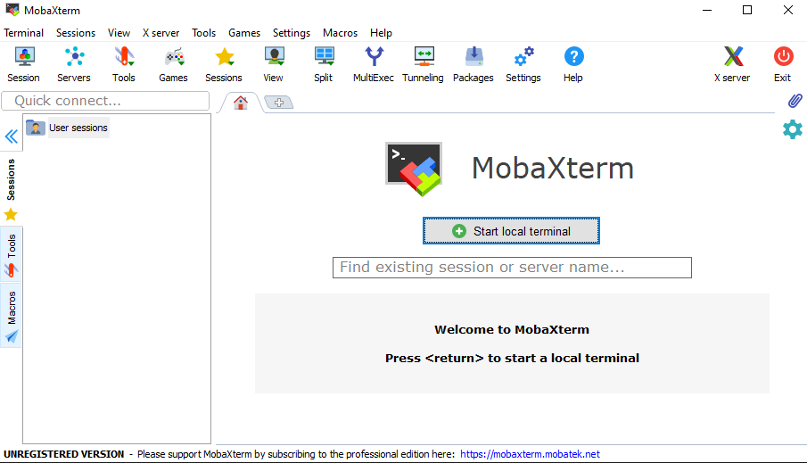 MobaXterm
Terminal Sessions View X server Tools Games Settings Macros Help
Session Servers Tools Games Sessions View Split MultiExec Tunneling Packages Settings Help X server Exit
Quick connect...
User sessions
Sessions
Tools
Macros
>_
MobaXterm
Start local terminal
Find existing session or server name...
Welcome to MobaXterm
Press <return> to start a local terminal
UNREGISTERED VERSION - Please support MobaXterm by subscribing to the professional edition here: https://mobaxterm.mobatek.net